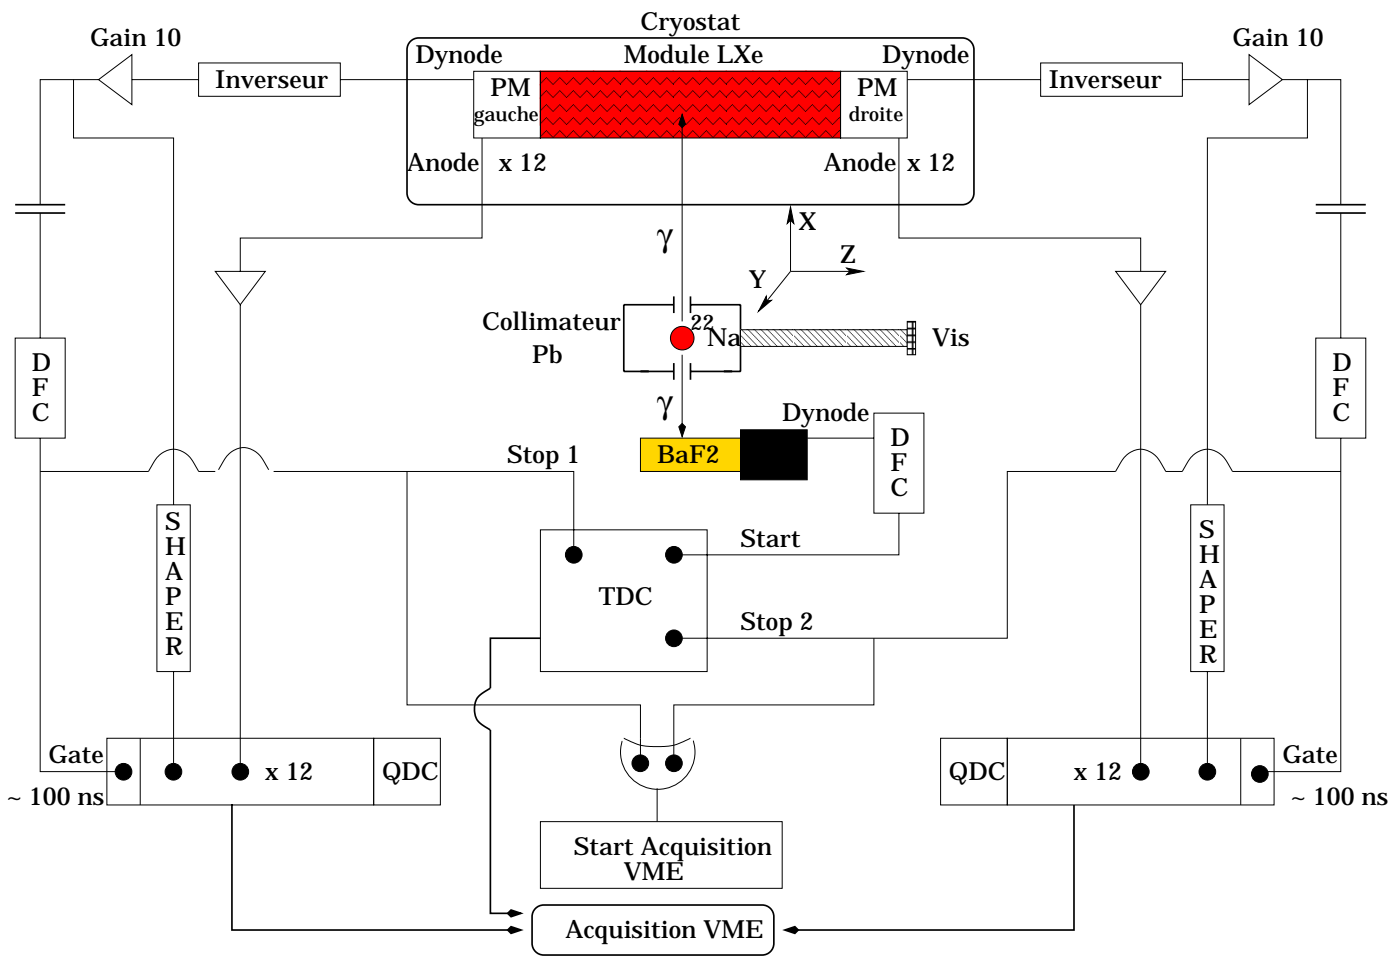 Cryostat
Gain 10
Gain 10
Dynode
Module LXe
Dynode
Inverseur
PM
gauche
PM
droite
Inverseur
Anode
x 12
Anode
x 12
X
γ
Z
Y
Collimateur
Pb
22
Na
Vis
D
F
C
D
F
C
γ
Dynode
Stop 1
BaF2
D
F
C
S
H
A
P
E
R
Start
S
H
A
P
E
R
TDC
Stop 2
Gate
x 12
QDC
QDC
x 12
Gate
~ 100 ns
~ 100 ns
Start Acquisition
VME
Acquisition VME